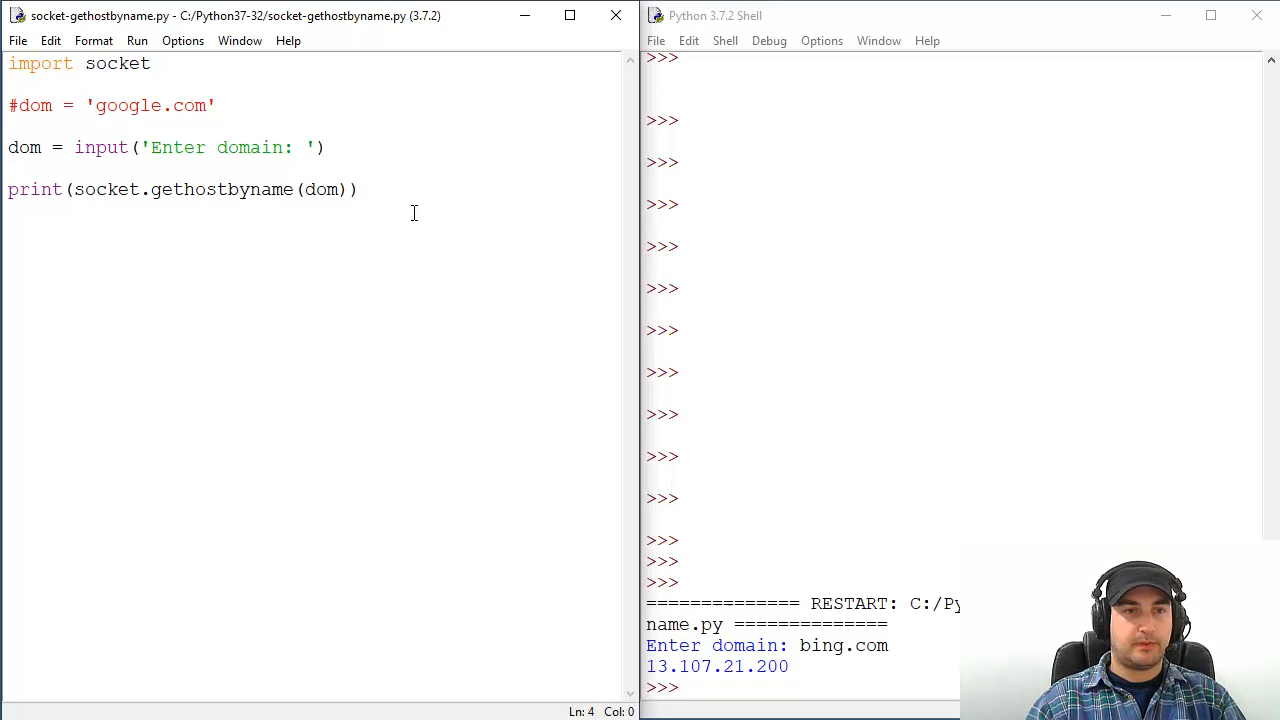 socket-gethostbyname.py - C:/Python37-32/socket-gethostbyname.py (3.7.2)
File Edit Format Run Options Window Help
import socket
#dom = 'google.com'
dom = input('Enter domain: ')
print(socket.gethostbyname(dom))
Ln: 4 Col: 0
Python 3.7.2 Shell
File Edit Shell Debug Options Window Help
>>>
>>>
>>>
>>>
>>>
>>>
>>>
>>>
>>>
>>>
>>>
>>>
>>>
>>>
============== RESTART: C:/Py
name.py ==============
Enter domain: bing.com
13.107.21.200
>>>